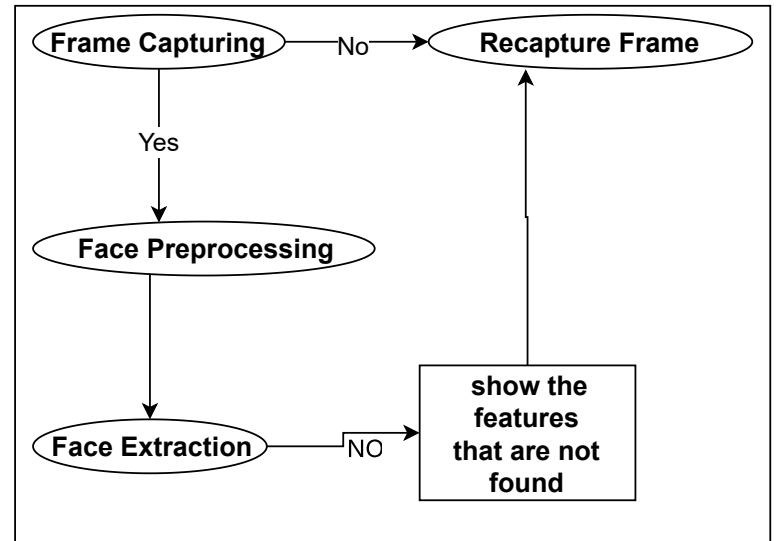 Frame Capturing
No
Recapture Frame
Yes
Face Preprocessing
Face Extraction
NO
show the
features
that are not
found